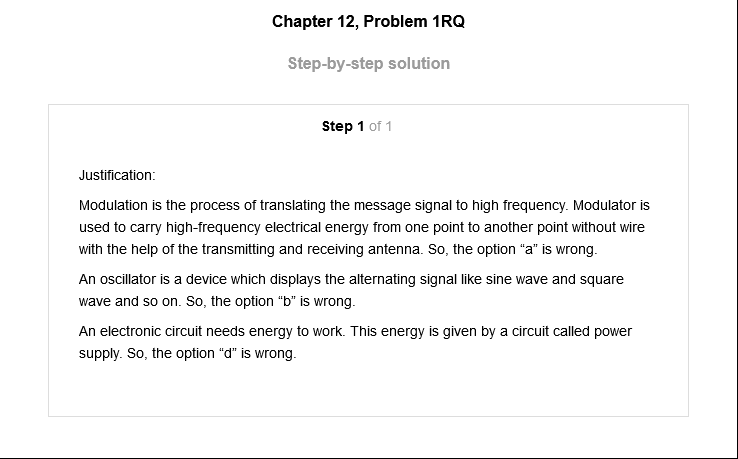 Chapter 12, Problem 1RQ
Step-by-step solution
Step 1 of 1
Justification:
Modulation is the process of translating the message signal to high frequency. Modulator is
used to carry high-frequency electrical energy from one point to another point without wire
with the help of the transmitting and receiving antenna. So, the option “a” is wrong.
An oscillator is a device which displays the alternating signal like sine wave and square
wave and so on. So, the option “b” is wrong.
An electronic circuit needs energy to work. This energy is given by a circuit called power
supply. So, the option “d” is wrong.